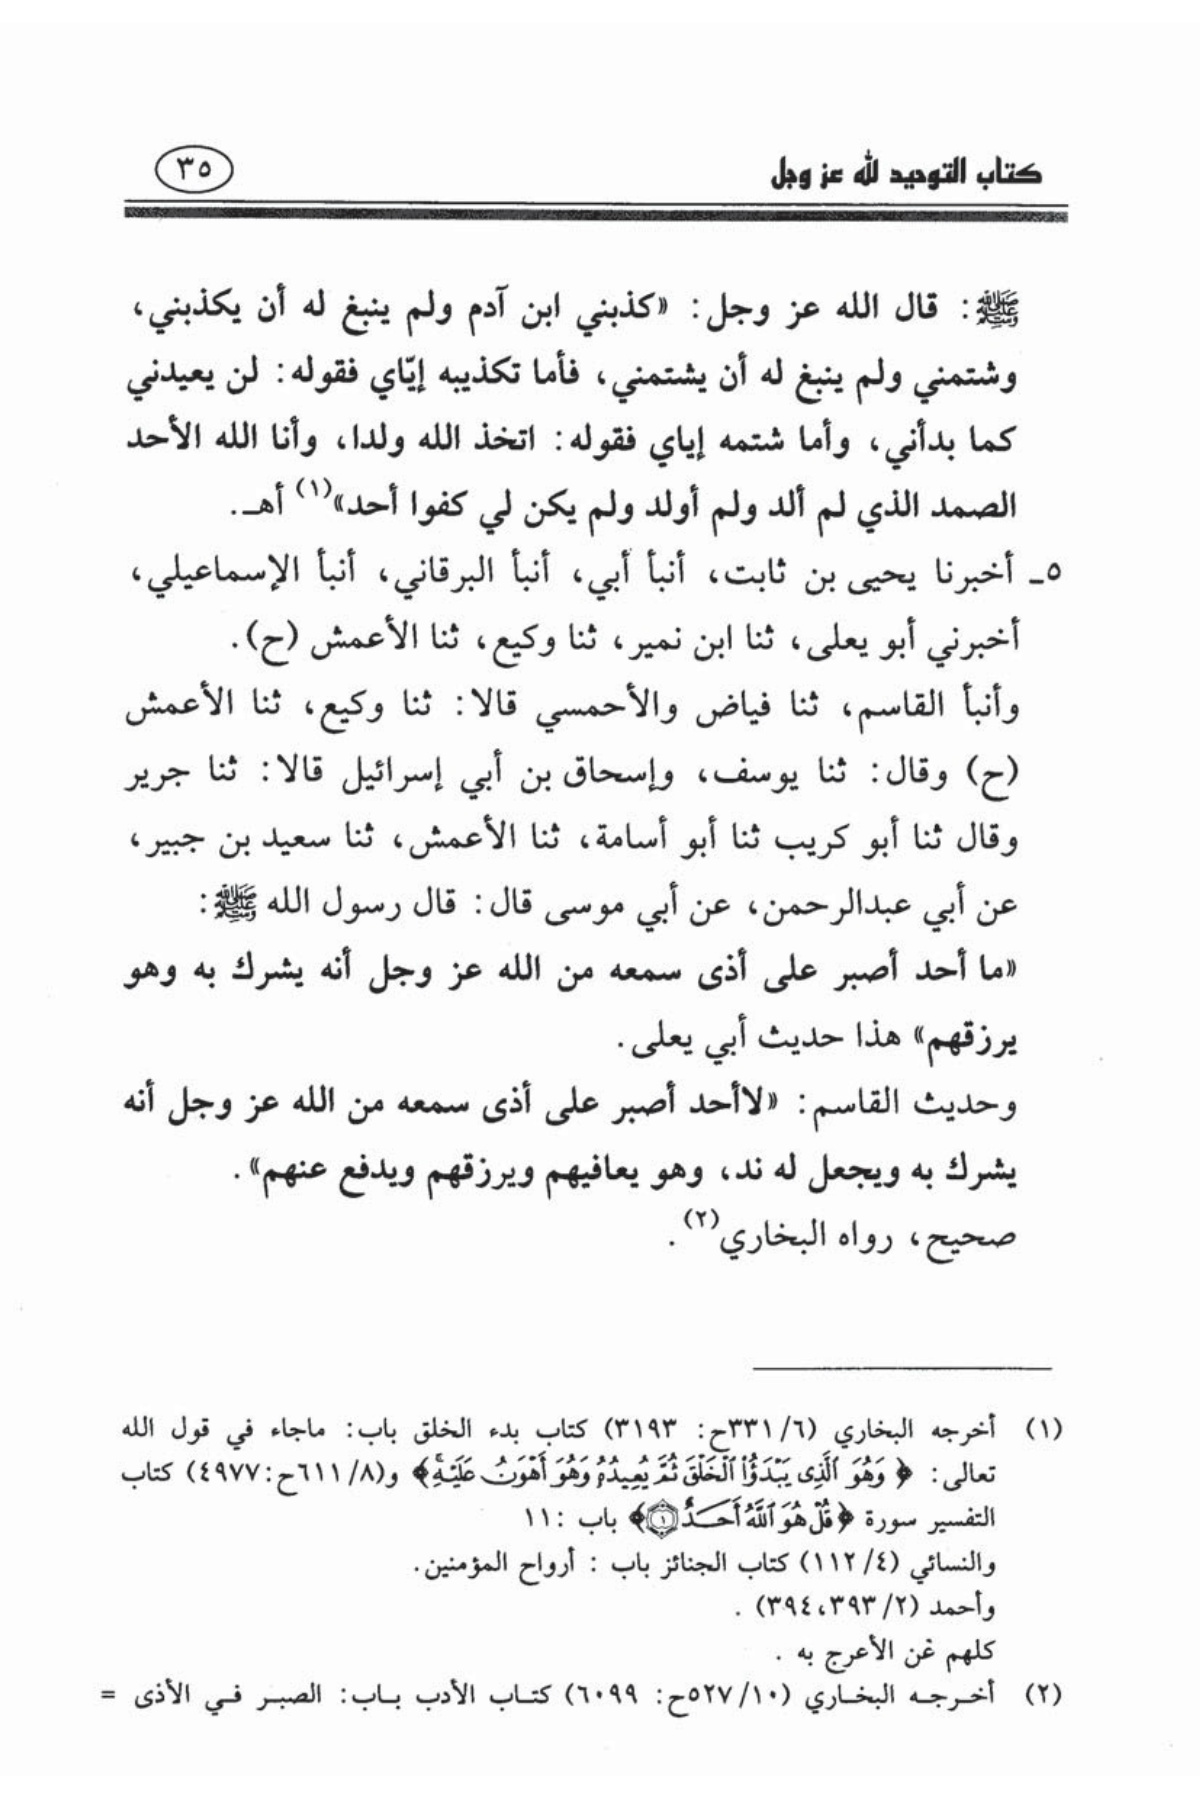 كتاب التوحيد لله عز وجل
٣٥
ﷺ: قال الله عز وجل: «كذبني ابن آدم ولم ينبغ له أن يكذبني،
وشتمني ولم ينبغ له أن يشتمني، فأما تكذيبه إيّاي فقوله: لن يعيدني
كما بدأني، وأما شتمه إياي فقوله: اتخذ الله ولدا، وأنا الله الأحد
الصمد الذي لم ألد ولم أولد ولم يكن لي كفوا أحد»(١) أهـ.
٥ـ أخبرنا يحيى بن ثابت، أنبأ أبي، أنبأ البرقاني، أنبأ الإسماعيلي،
أخبرني أبو يعلى، ثنا ابن نمير، ثنا وكيع، ثنا الأعمش (ح).
وأنبأ القاسم، ثنا فياض والأحمسي قالا: ثنا وكيع، ثنا الأعمش
(ح) وقال: ثنا يوسف، وإسحاق بن أبي إسرائيل قالا: ثنا جرير
وقال ثنا أبو كريب ثنا أبو أسامة، ثنا الأعمش، ثنا سعيد بن جبير،
عن أبي عبدالرحمن، عن أبي موسى قال: قال رسول الله ﷺ:
«ما أحد أصبر على أذى سمعه من الله عز وجل أنه يشرك به وهو
يرزقهم» هذا حديث أبي يعلى.
وحديث القاسم: «لاأحد أصبر على أذى سمعه من الله عز وجل أنه
يشرك به ويجعل له ند، وهو يعافيهم ويرزقهم ويدفع عنهم».
صحيح، رواه البخاري(٢).
(١) أخرجه البخاري (٦/ ٣٣١ح: ٣١٩٣) كتاب بدء الخلق باب: ماجاء في قول الله
تعالى: ﴿ وَهُوَ ٱلَّذِى يَبْدَؤُا۟ ٱلْخَلْقَ ثُمَّ يُعِيدُهُۥ وَهُوَ أَهْوَنُ عَلَيْهِ ۚ﴾ و(٨/ ٦١١ح:٤٩٧٧) كتاب
التفسير سورة ﴿قُلْ هُوَ ٱللَّهُ أَحَدٌ ١﴾ باب :١١
والنسائي (٤/ ١١٢) كتاب الجنائز باب : أرواح المؤمنين.
وأحمد (٢/ ٣٩٣،٣٩٤) .
كلهم عن الأعرج به .
(٢) أخرجه البخاري (١٠/ ٥٢٧ح: ٦٠٩٩) كتاب الأدب باب: الصبر في الأذى =